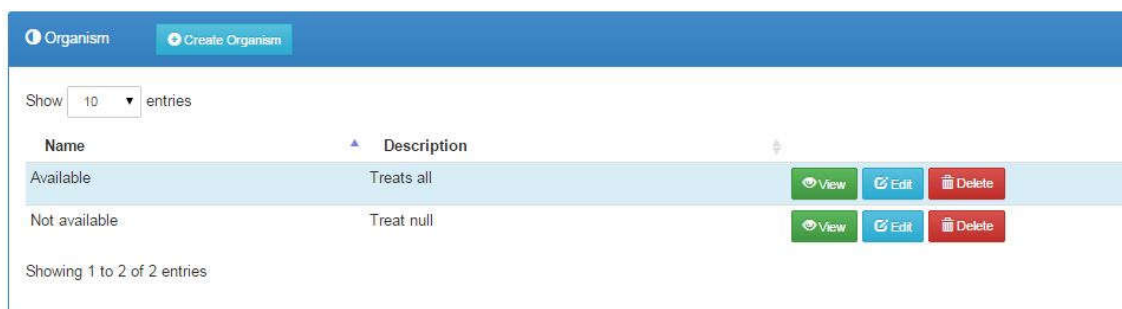 Organism Create Organism
Show 10 entries
Name Description
Available Treats all View Edit Delete
Not available Treat null View Edit Delete
Showing 1 to 2 of 2 entries